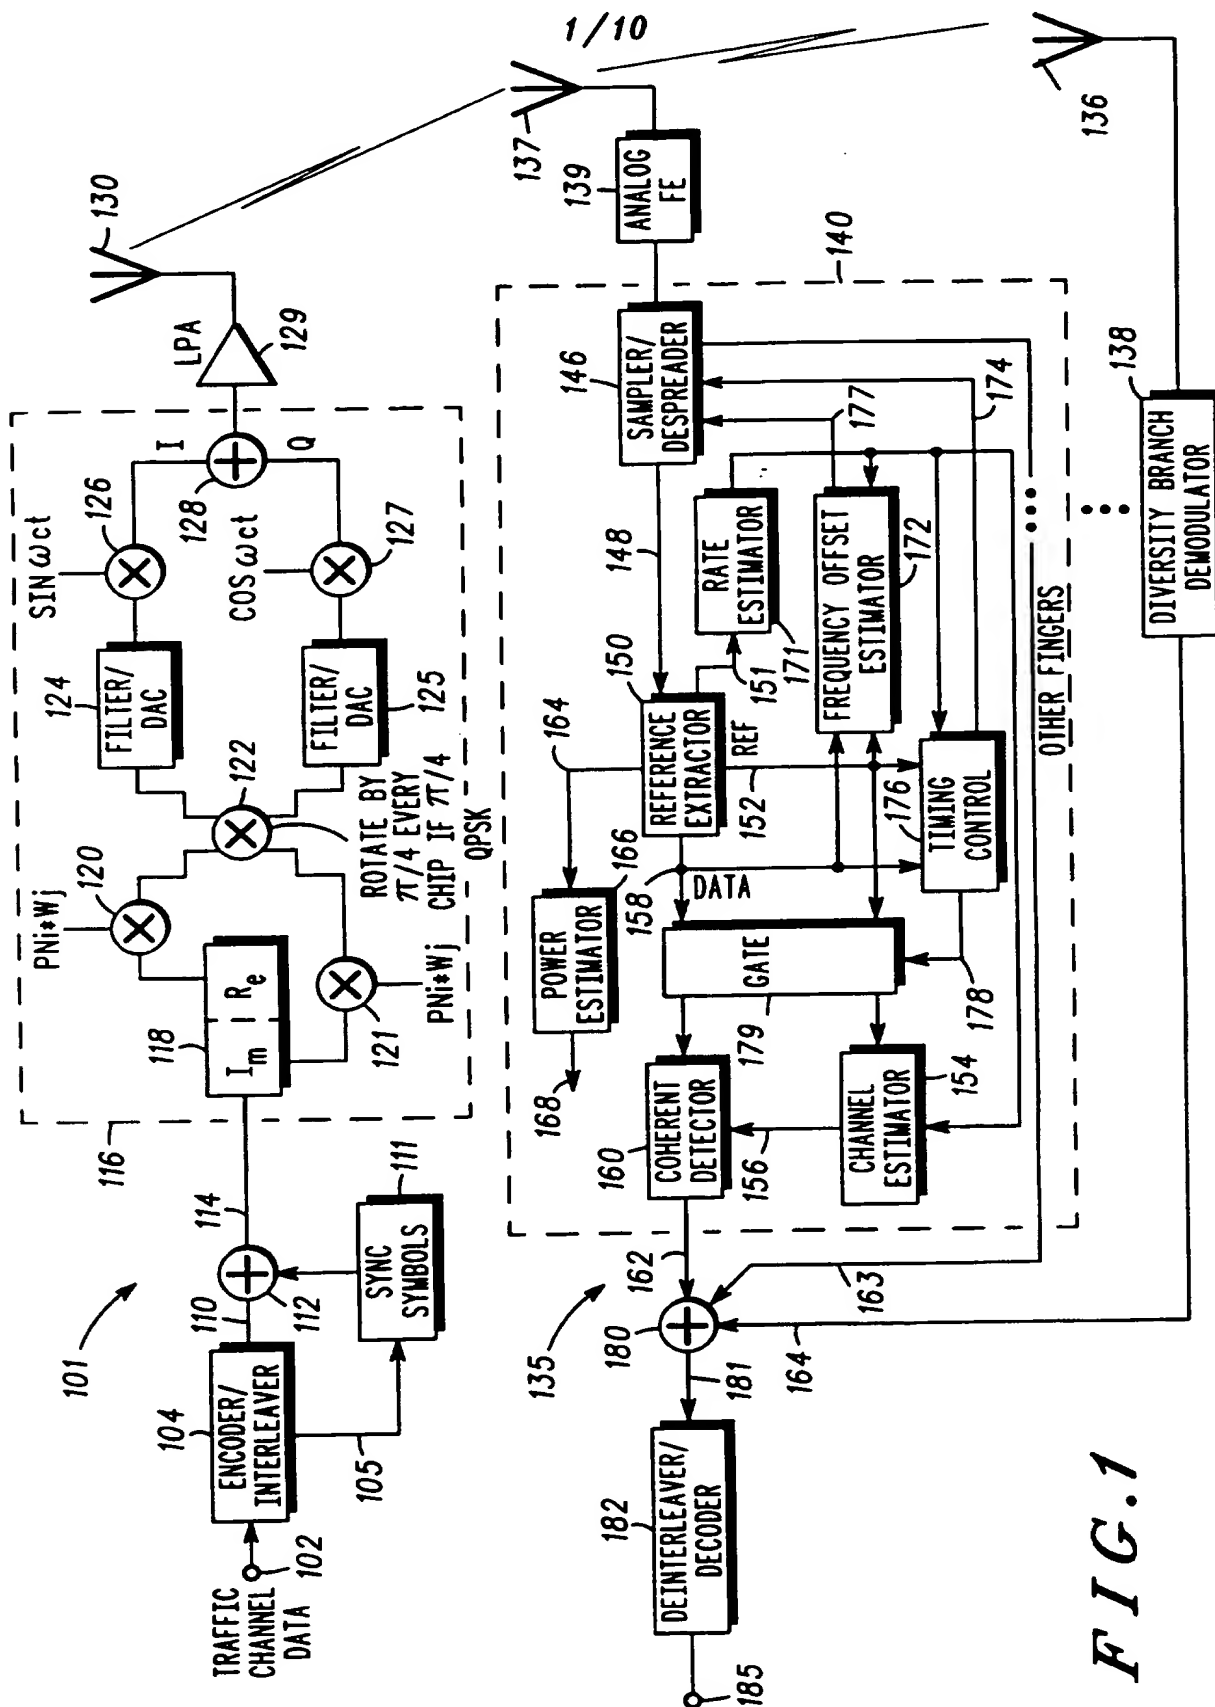 1/10
101
TRAFFIC
CHANNEL
DATA
102
104
ENCODER/
INTERLEAVER
105
110
112
SYNC
SYMBOLS
111
114
116
118
Im
Re
PNi*Wj
120
121
PNi*Wj
122
ROTATE BY
π/4 EVERY
CHIP IF π/4
QPSK
124
FILTER/
DAC
FILTER/
DAC
125
SIN ωct
126
COS ωct
127
128
I
Q
LPA
129
130
135
137
139
ANALOG
FE
136
140
146
SAMPLER/
DESPREADER
148
150
REFERENCE
EXTRACTOR
151
RATE
ESTIMATOR
171
177
174
FREQUENCY OFFSET
ESTIMATOR
172
REF
152
164
POWER
ESTIMATOR
166
168
158
DATA
GATE
179
176
TIMING
CONTROL
178
160
COHERENT
DETECTOR
156
CHANNEL
ESTIMATOR
154
OTHER FINGERS
138
DIVERSITY BRANCH
DEMODULATOR
162
163
164
180
181
182
DEINTERLEAVER/
DECODER
185
FIG.1